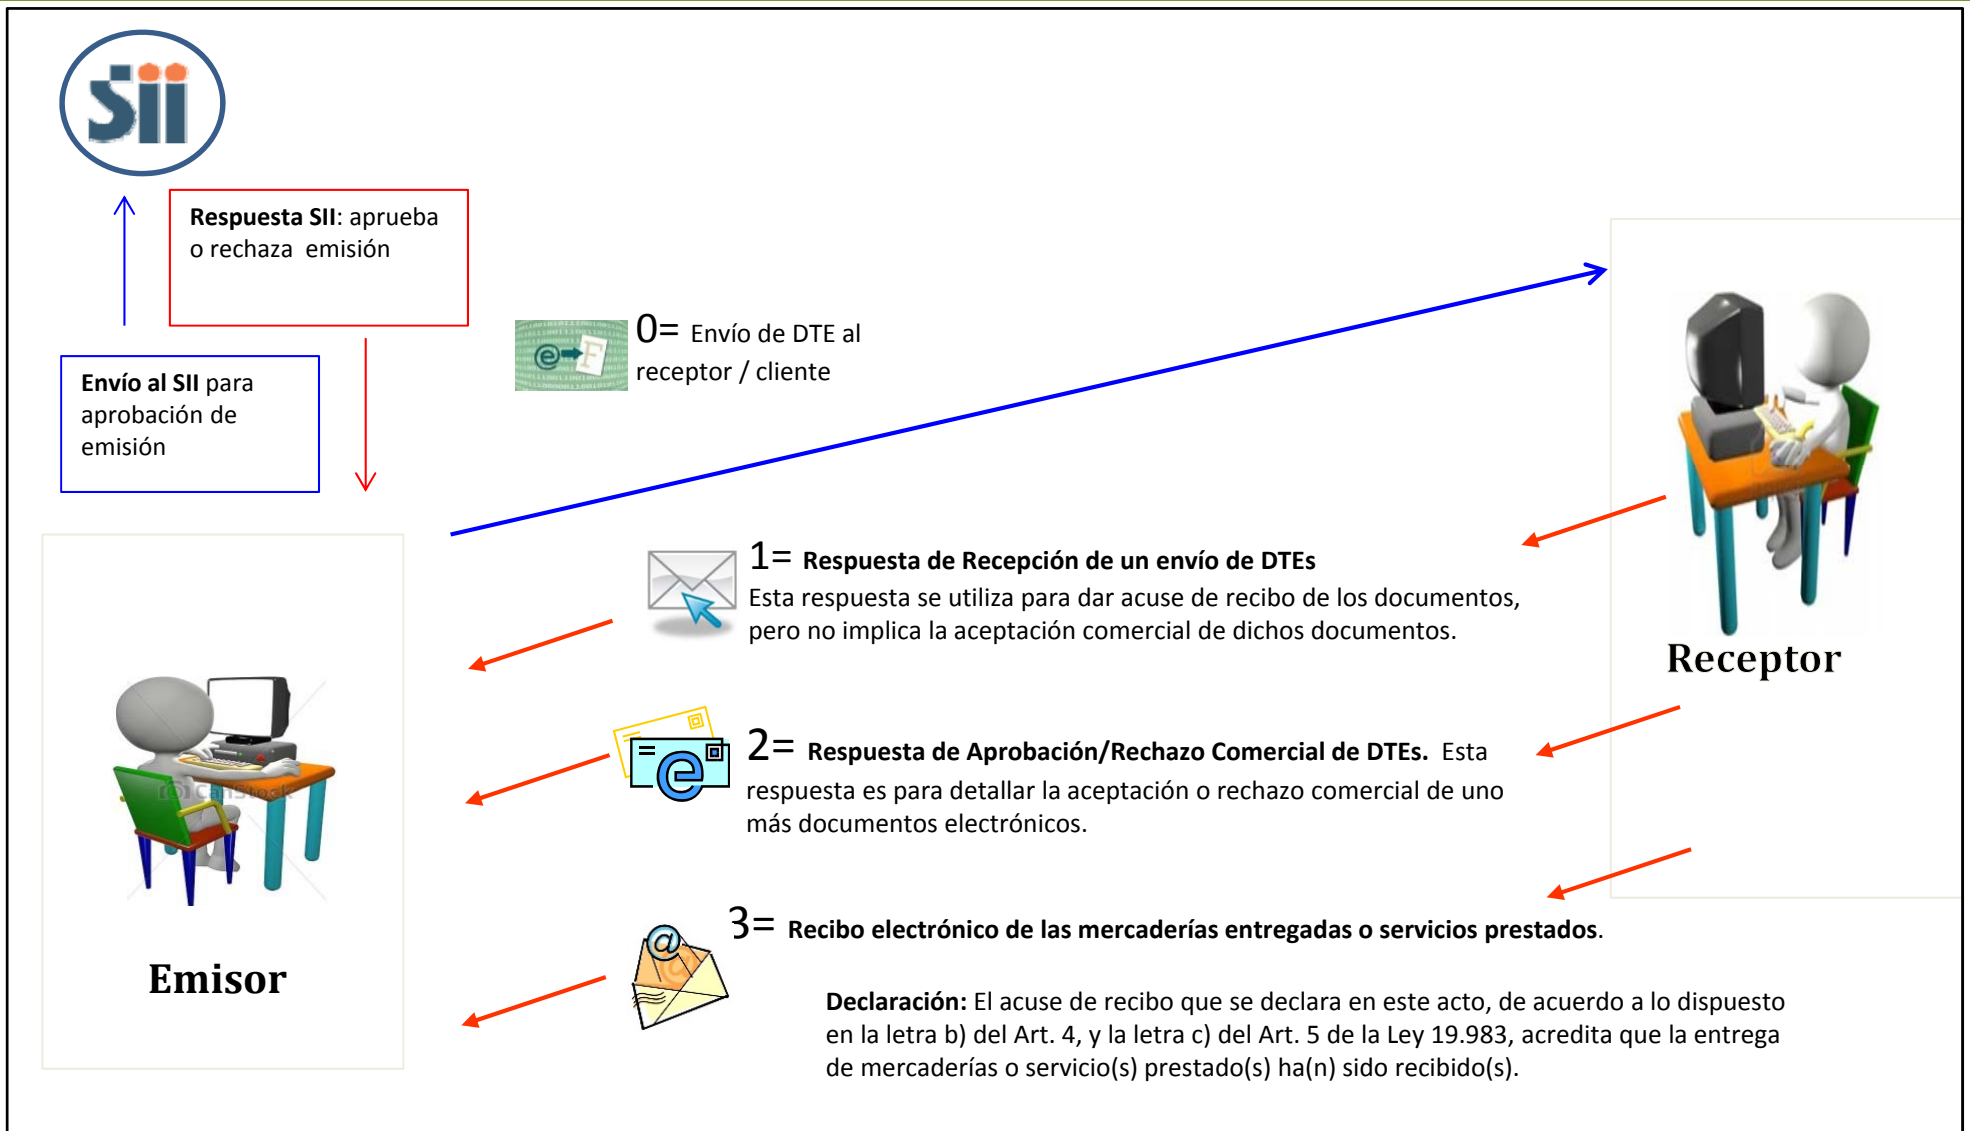 Sii
Respuesta SII: aprueba
o rechaza emisión
Envío al SII para
aprobación de
emisión
0= Envío de DTE al
receptor / cliente
1= Respuesta de Recepción de un envío de DTEs
Esta respuesta se utiliza para dar acuse de recibo de los documentos,
pero no implica la aceptación comercial de dichos documentos.
Receptor
2= Respuesta de Aprobación/Rechazo Comercial de DTEs. Esta
respuesta es para detallar la aceptación o rechazo comercial de uno
más documentos electrónicos.
CanStock
Emisor
3= Recibo electrónico de las mercaderías entregadas o servicios prestados.
Declaración: El acuse de recibo que se declara en este acto, de acuerdo a lo dispuesto
en la letra b) del Art. 4, y la letra c) del Art. 5 de la Ley 19.983, acredita que la entrega
de mercaderías o servicio(s) prestado(s) ha(n) sido recibido(s).